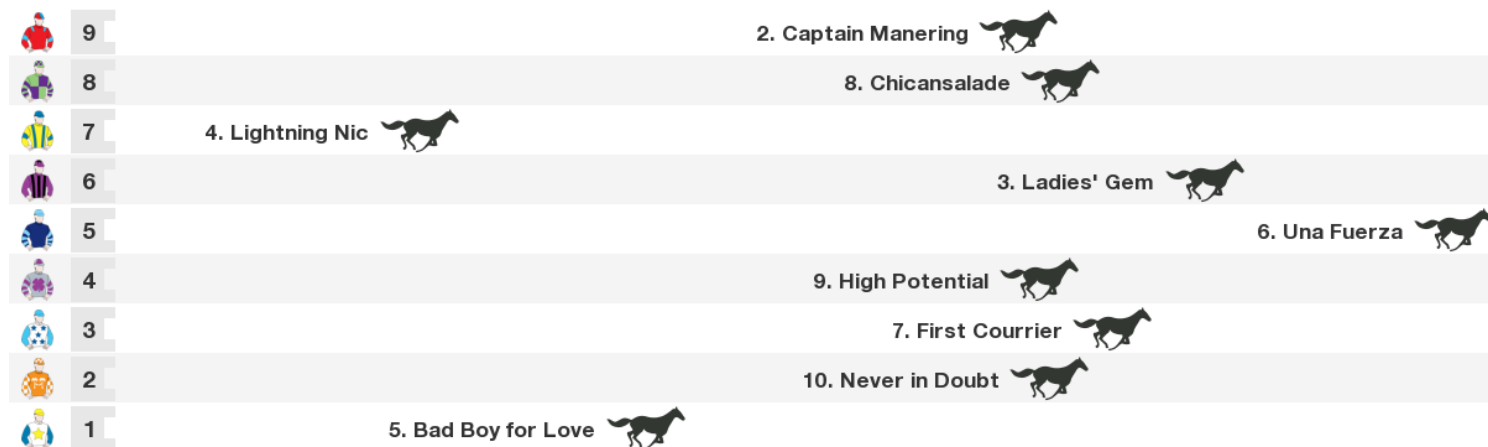 9 2. Captain Manering
8 8. Chicansalade
7 4. Lightning Nic
6 3. Ladies' Gem
5 6. Una Fuerza
4 9. High Potential
3 7. First Courrier
2 10. Never in Doubt
1 5. Bad Boy for Love